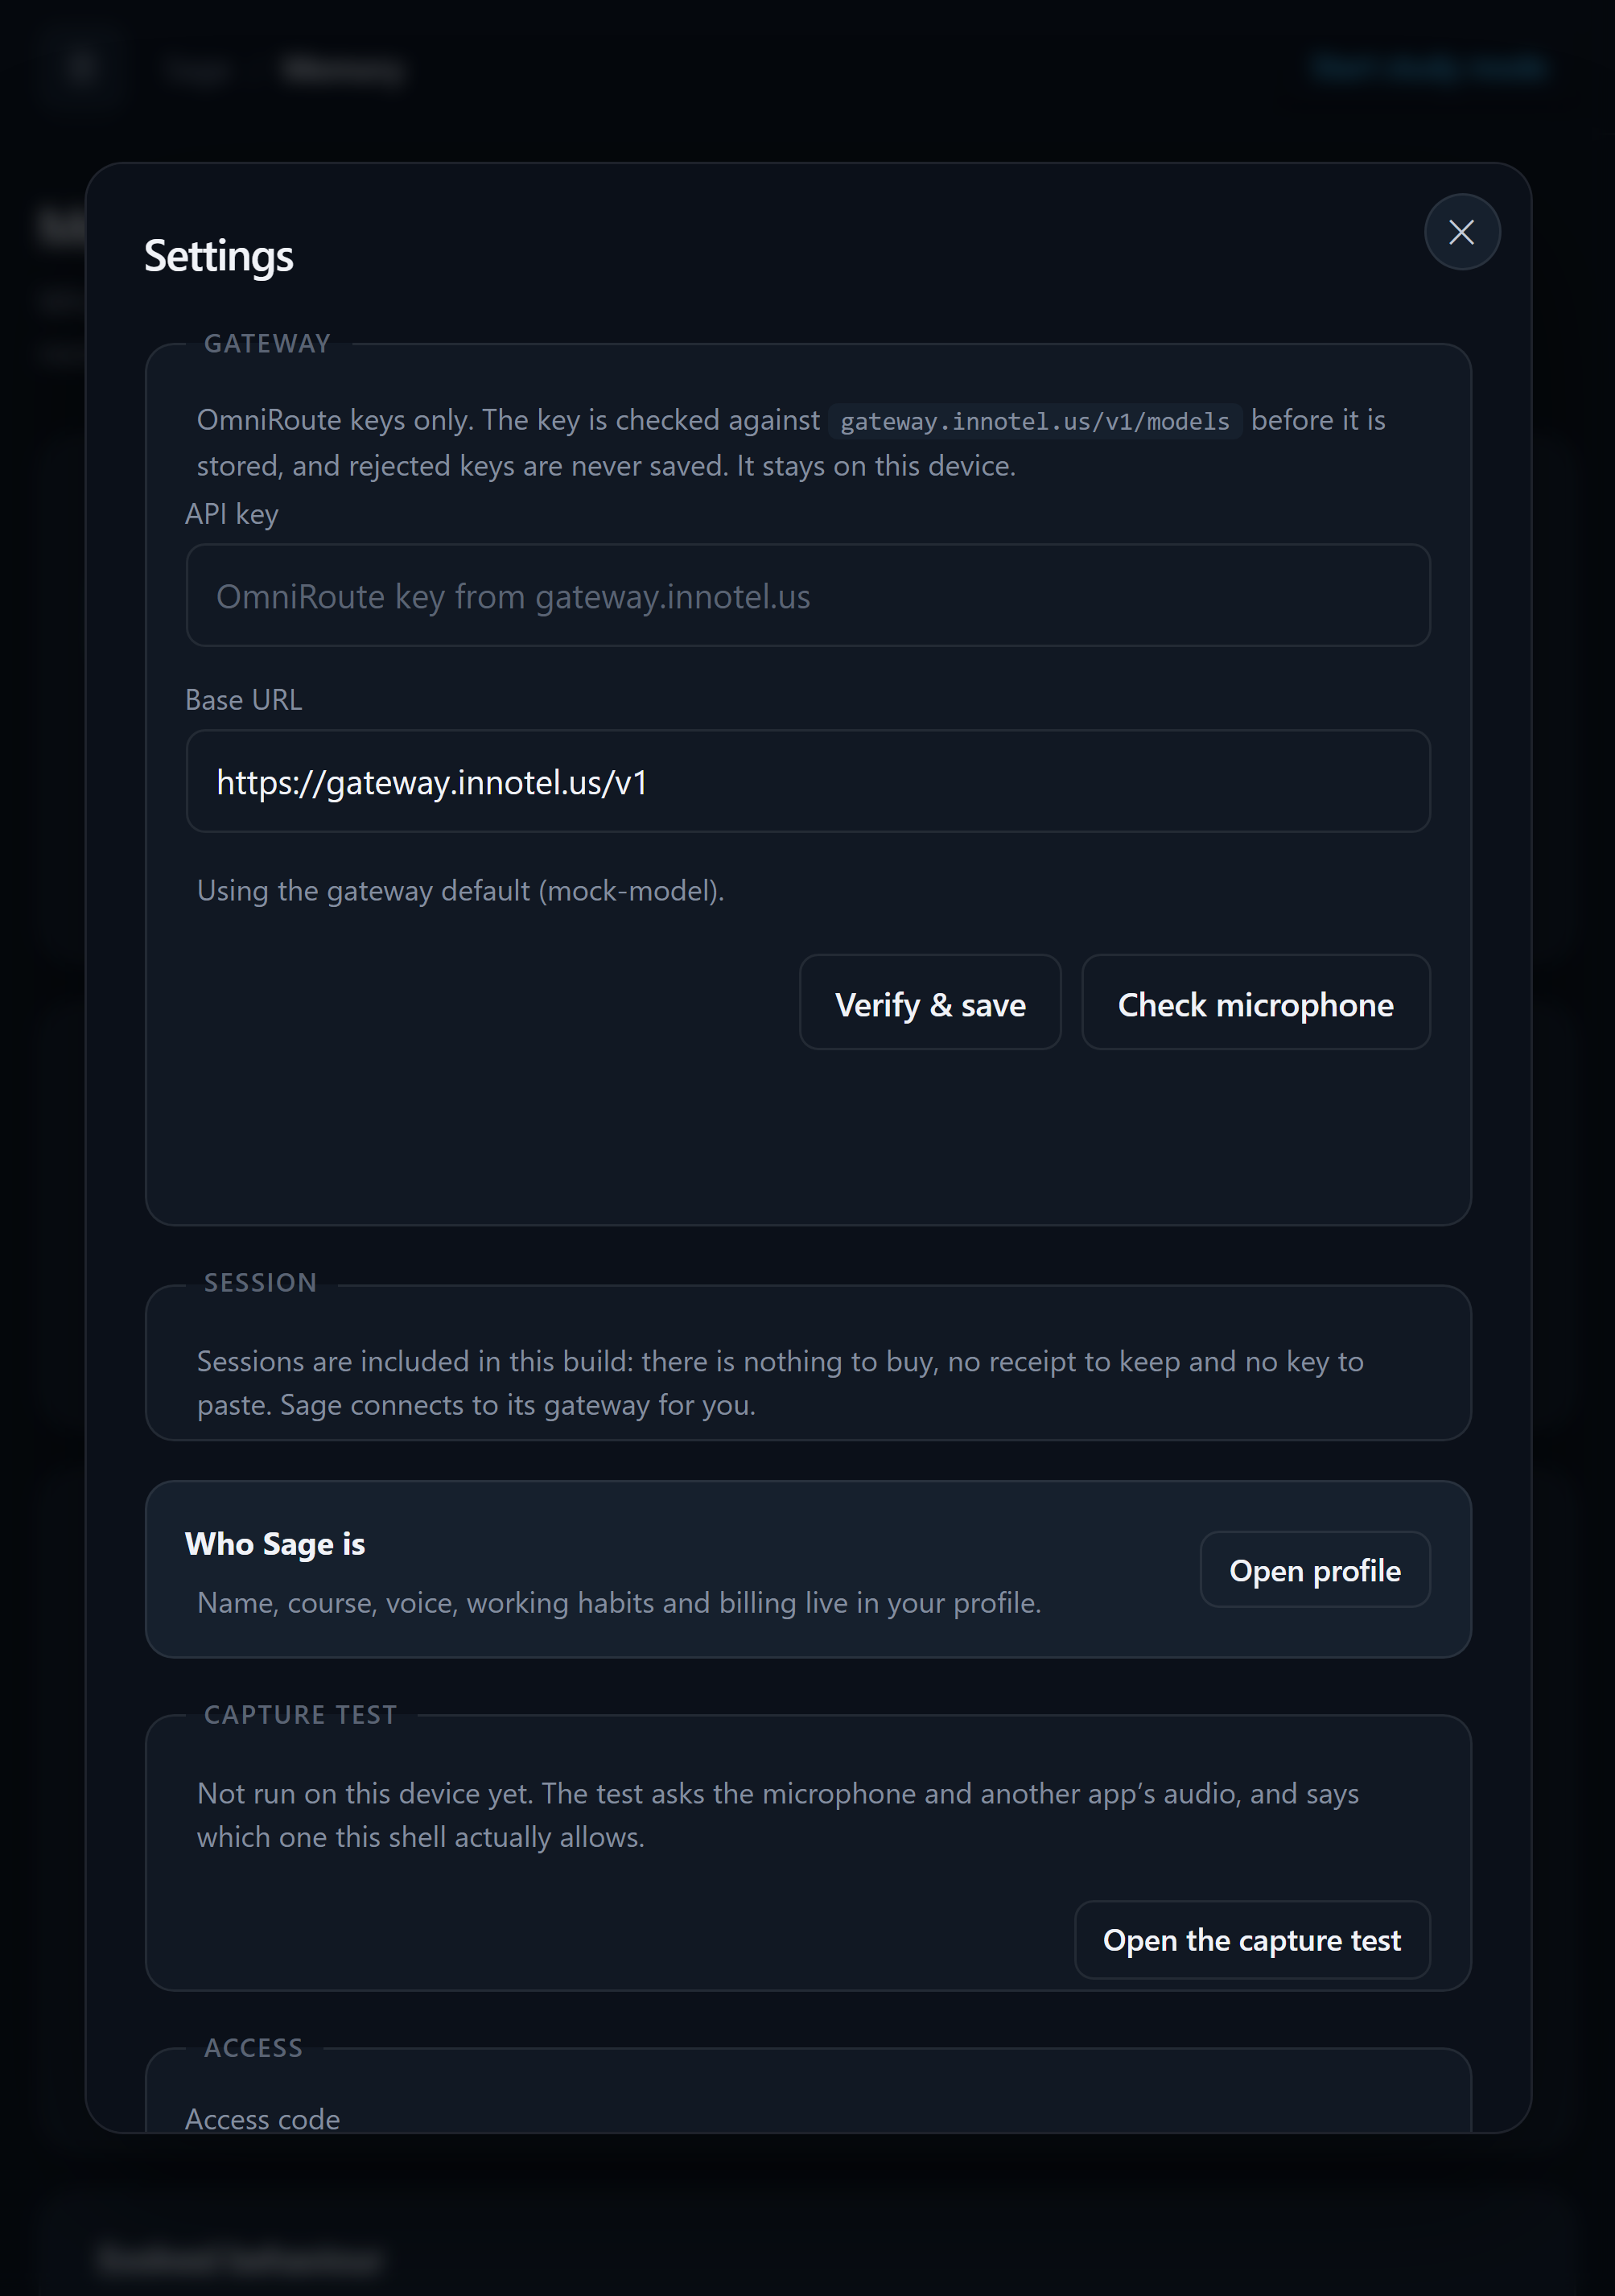 Settings
GATEWAY
OmniRoute keys only. The key is checked against gateway.innotel.us/v1/models before it is
stored, and rejected keys are never saved. It stays on this device.
API key
OmniRoute key from gateway.innotel.us
Base URL
https://gateway.innotel.us/v1
Using the gateway default (mock-model).
Verify & save
Check microphone
SESSION
Sessions are included in this build: there is nothing to buy, no receipt to keep and no key to
paste. Sage connects to its gateway for you.
Who Sage is
Name, course, voice, working habits and billing live in your profile.
Open profile
CAPTURE TEST
Not run on this device yet. The test asks the microphone and another app’s audio, and says
which one this shell actually allows.
Open the capture test
ACCESS
Access code